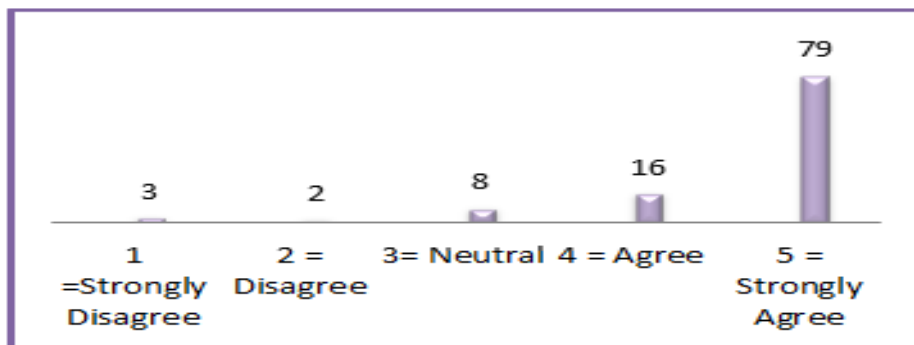 79
16
8
3
2
1 =Strongly Disagree
2 = Disagree
3= Neutral
4 = Agree
5 = Strongly Agree